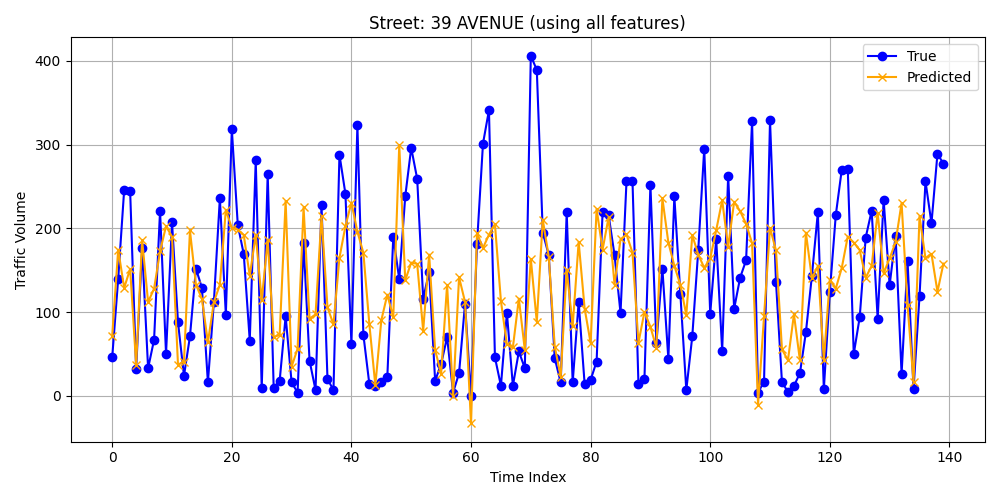 Street: 39 AVENUE (using all features)
True
Predicted
Traffic Volume
400
300
200
100
0
0 20 40 60 80 100 120 140
Time Index